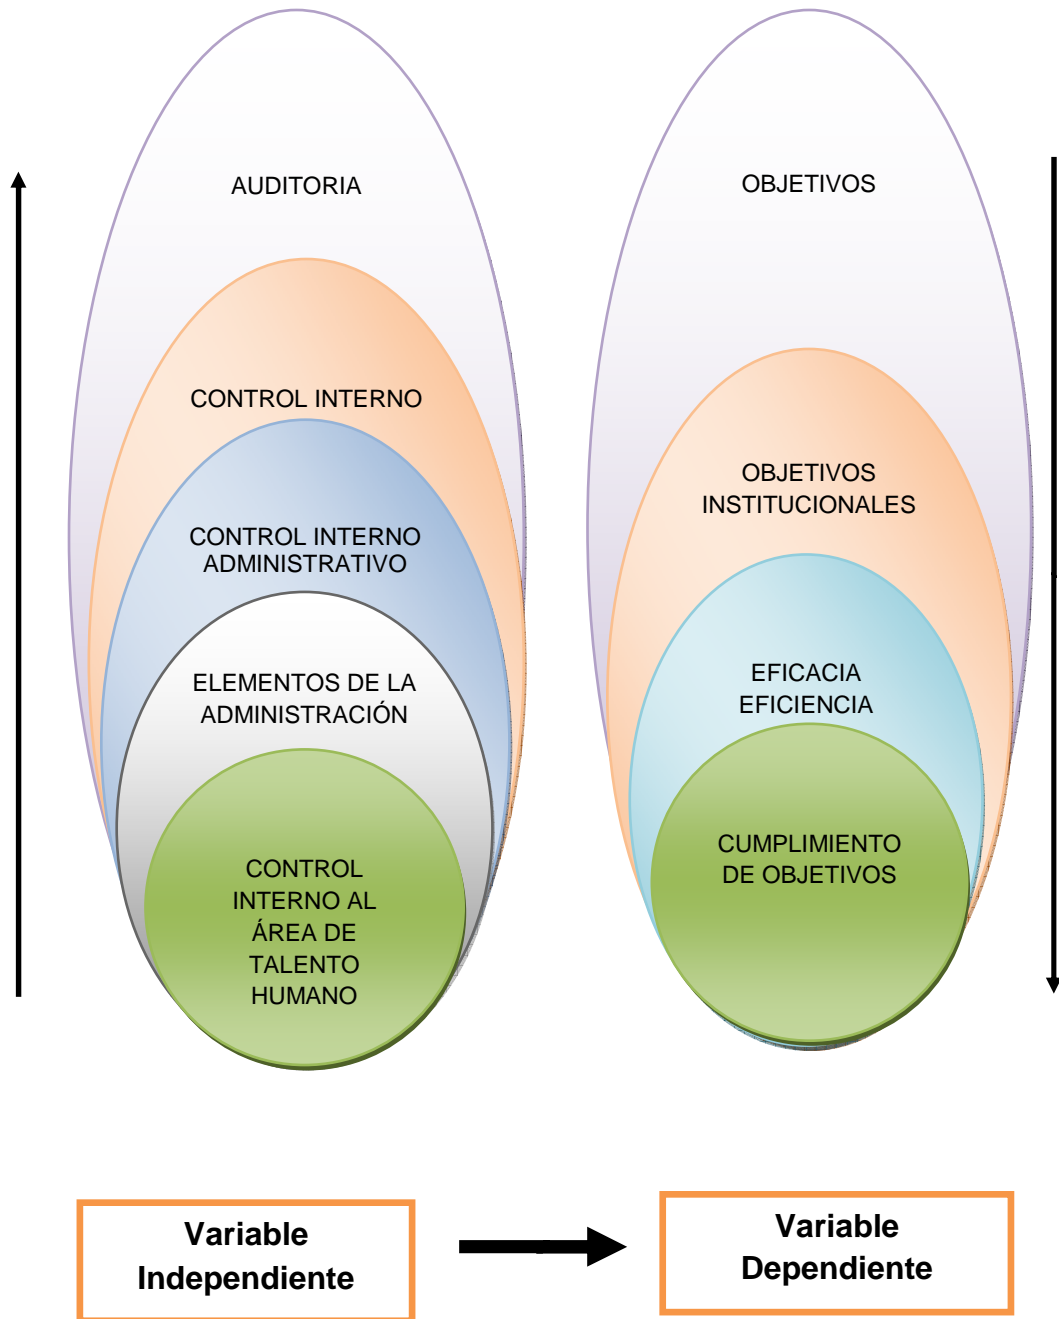 AUDITORIA
CONTROL INTERNO
CONTROL INTERNO
ADMINISTRATIVO
ELEMENTOS DE LA
ADMINISTRACIÓN
CONTROL
INTERNO AL
ÁREA DE
TALENTO
HUMANO
OBJETIVOS
OBJETIVOS
INSTITUCIONALES
EFICACIA
EFICIENCIA
CUMPLIMIENTO
DE OBJETIVOS
Variable
Independiente
Variable
Dependiente